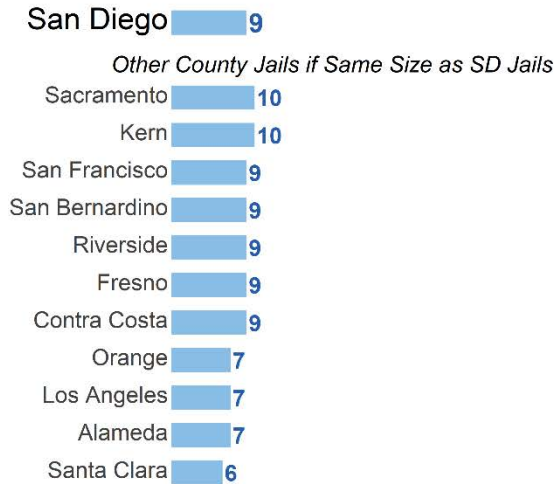 San Diego 9
Other County Jails if Same Size as SD Jails
Sacramento 10
Kern 10
San Francisco 9
San Bernardino 9
Riverside 9
Fresno 9
Contra Costa 9
Orange 7
Los Angeles 7
Alameda 7
Santa Clara 6